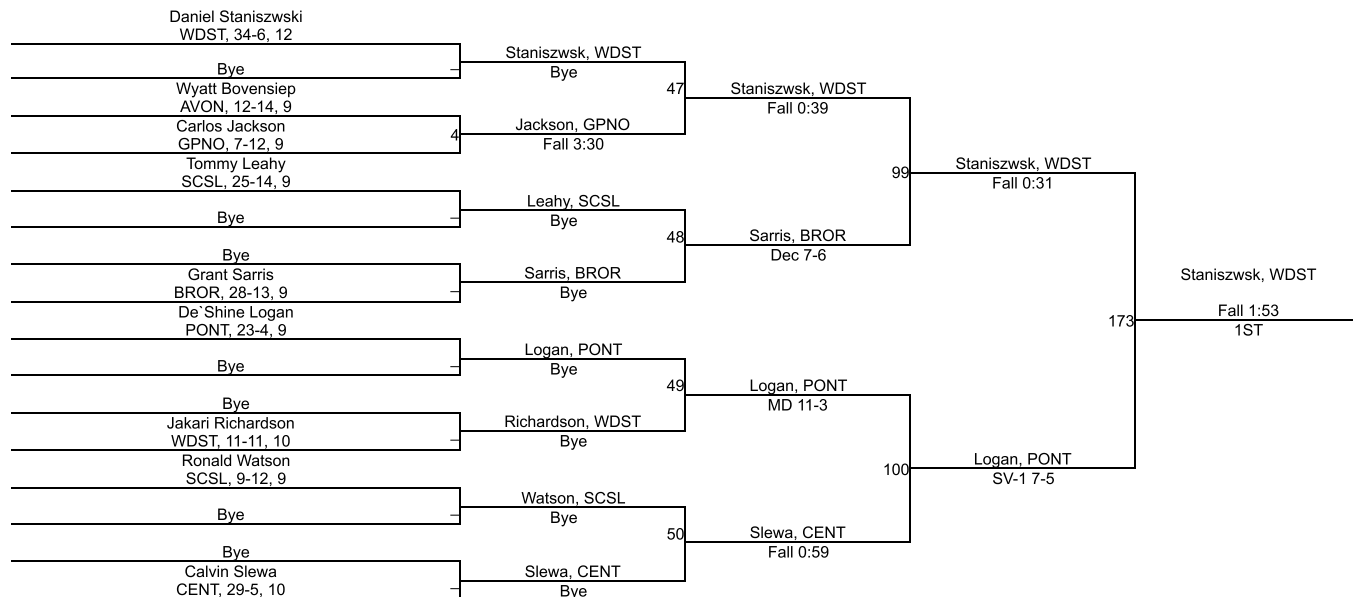 Daniel Staniszwski
WDST, 34-6, 12
Bye
–
Wyatt Bovensiep
AVON, 12-14, 9
Carlos Jackson
GPNO, 7-12, 9
4
Tommy Leahy
SCSL, 25-14, 9
Bye
–
Bye
Grant Sarris
BROR, 28-13, 9
–
De`Shine Logan
PONT, 23-4, 9
Bye
–
Bye
Jakari Richardson
WDST, 11-11, 10
–
Ronald Watson
SCSL, 9-12, 9
Bye
–
Bye
Calvin Slewa
CENT, 29-5, 10
–
Staniszwsk, WDST
Bye
47
Jackson, GPNO
Fall 3:30
Leahy, SCSL
Bye
48
Sarris, BROR
Bye
Logan, PONT
Bye
49
Richardson, WDST
Bye
Watson, SCSL
Bye
50
Slewa, CENT
Bye
Staniszwsk, WDST
Fall 0:39
99
Sarris, BROR
Dec 7-6
Logan, PONT
MD 11-3
100
Slewa, CENT
Fall 0:59
Staniszwsk, WDST
Fall 0:31
173
Logan, PONT
SV-1 7-5
Staniszwsk, WDST
Fall 1:53
1ST